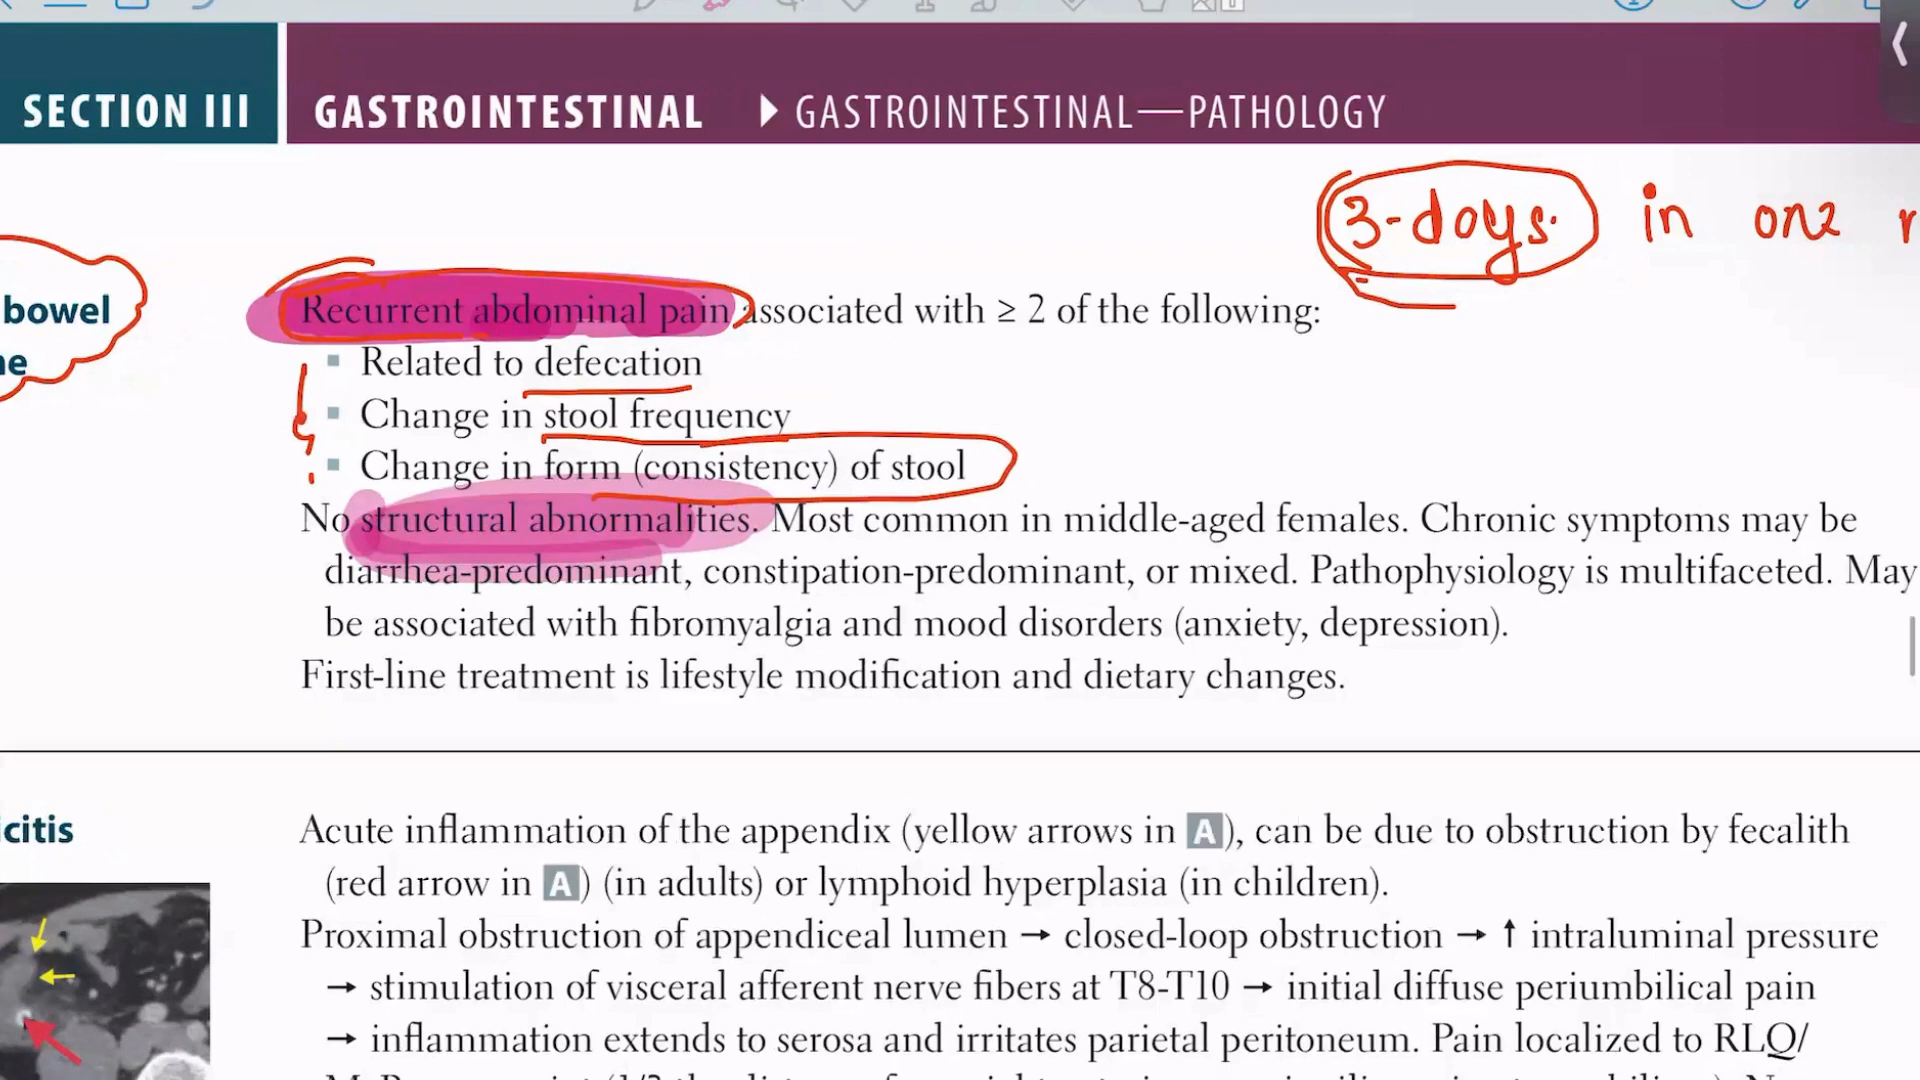 SECTION III GASTROINTESTINAL ▶ GASTROINTESTINAL—PATHOLOGY
3-days. in one
bowel
Recurrent abdominal pain associated with ≥ 2 of the following:
▪ Related to defecation
▪ Change in stool frequency
▪ Change in form (consistency) of stool
No structural abnormalities. Most common in middle-aged females. Chronic symptoms may be
diarrhea-predominant, constipation-predominant, or mixed. Pathophysiology is multifaceted. May
be associated with fibromyalgia and mood disorders (anxiety, depression).
First-line treatment is lifestyle modification and dietary changes.
icitis
Acute inflammation of the appendix (yellow arrows in A), can be due to obstruction by fecalith
(red arrow in A) (in adults) or lymphoid hyperplasia (in children).
Proximal obstruction of appendiceal lumen → closed-loop obstruction → ↑ intraluminal pressure
→ stimulation of visceral afferent nerve fibers at T8-T10 → initial diffuse periumbilical pain
→ inflammation extends to serosa and irritates parietal peritoneum. Pain localized to RLQ/